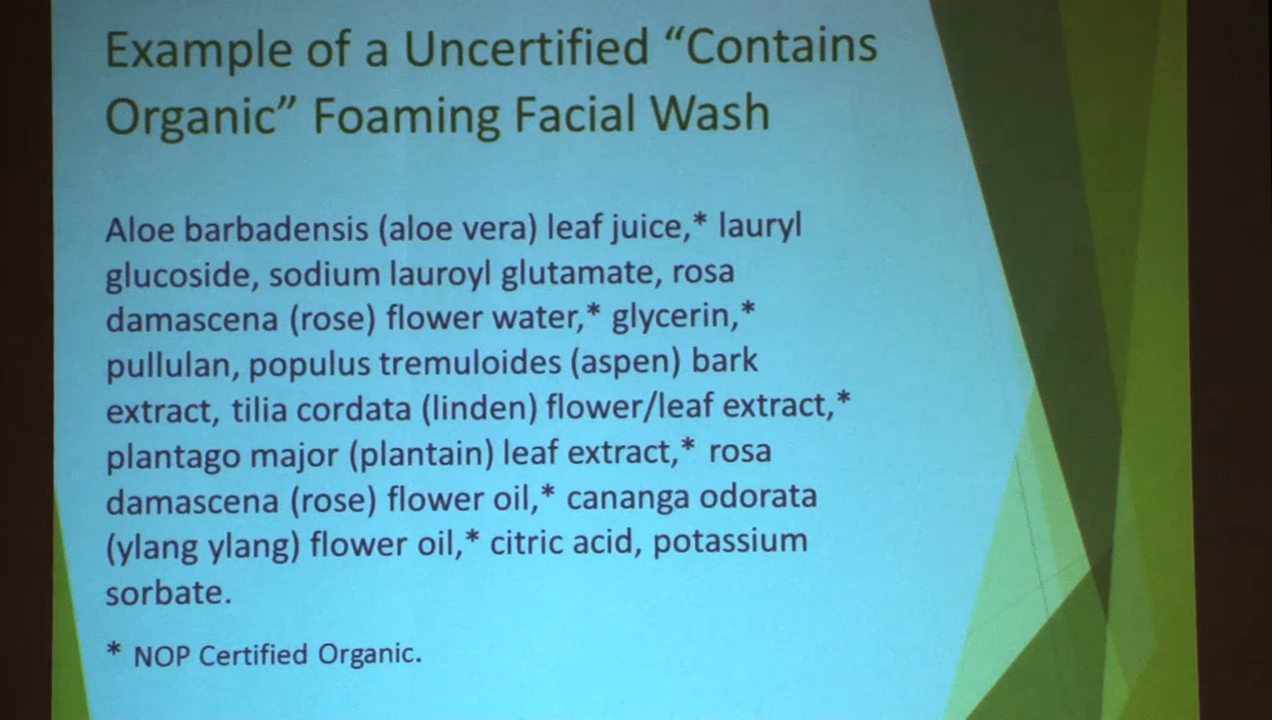 Example of a Uncertified “Contains
Organic” Foaming Facial Wash
Aloe barbadensis (aloe vera) leaf juice,* lauryl
glucoside, sodium lauroyl glutamate, rosa
damascena (rose) flower water,* glycerin,*
pullulan, populus tremuloides (aspen) bark
extract, tilia cordata (linden) flower/leaf extract,*
plantago major (plantain) leaf extract,* rosa
damascena (rose) flower oil,* cananga odorata
(ylang ylang) flower oil,* citric acid, potassium
sorbate.
* NOP Certified Organic.